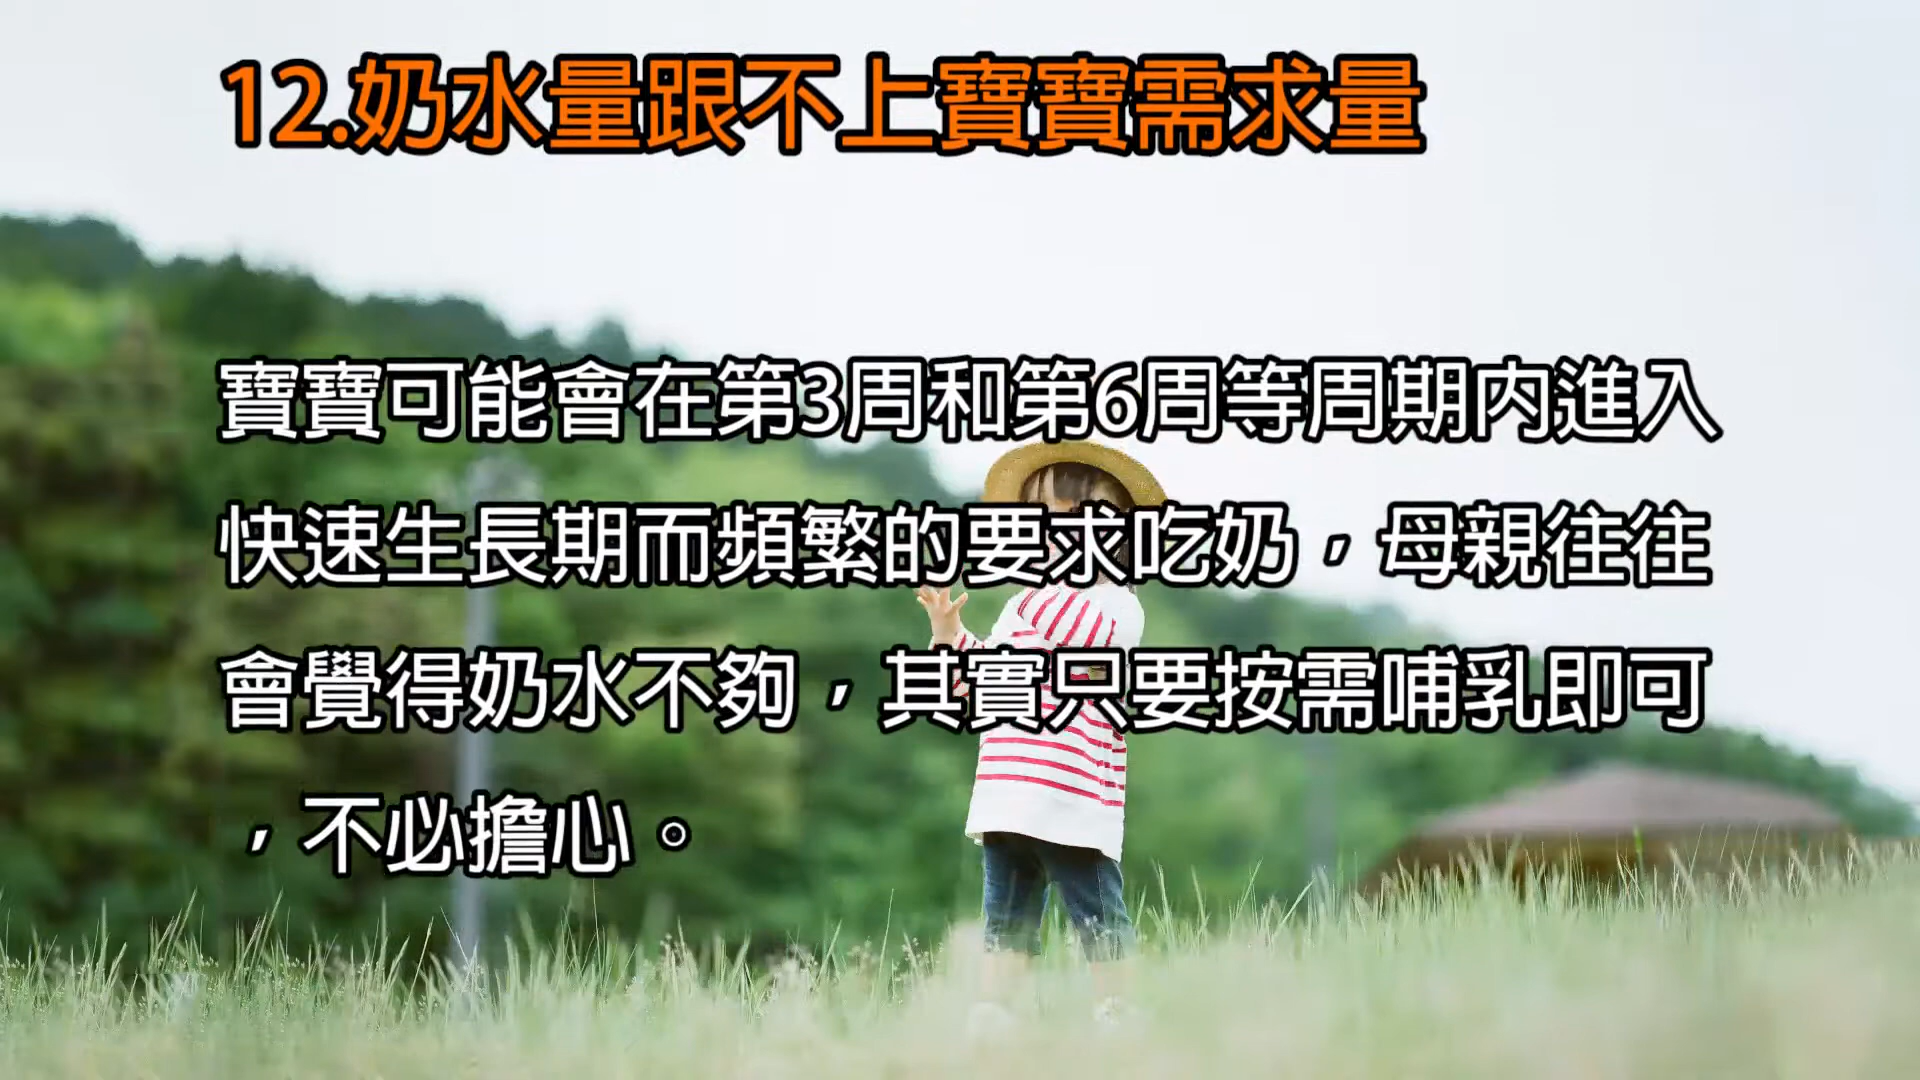 12.奶水量跟不上寶寶需求量
寶寶可能會在第3周和第6周等周期内進入
快速生長期而頻繁的要求吃奶，母親往往
會覺得奶水不夠，其實只要按需哺乳即可
，不必擔心。